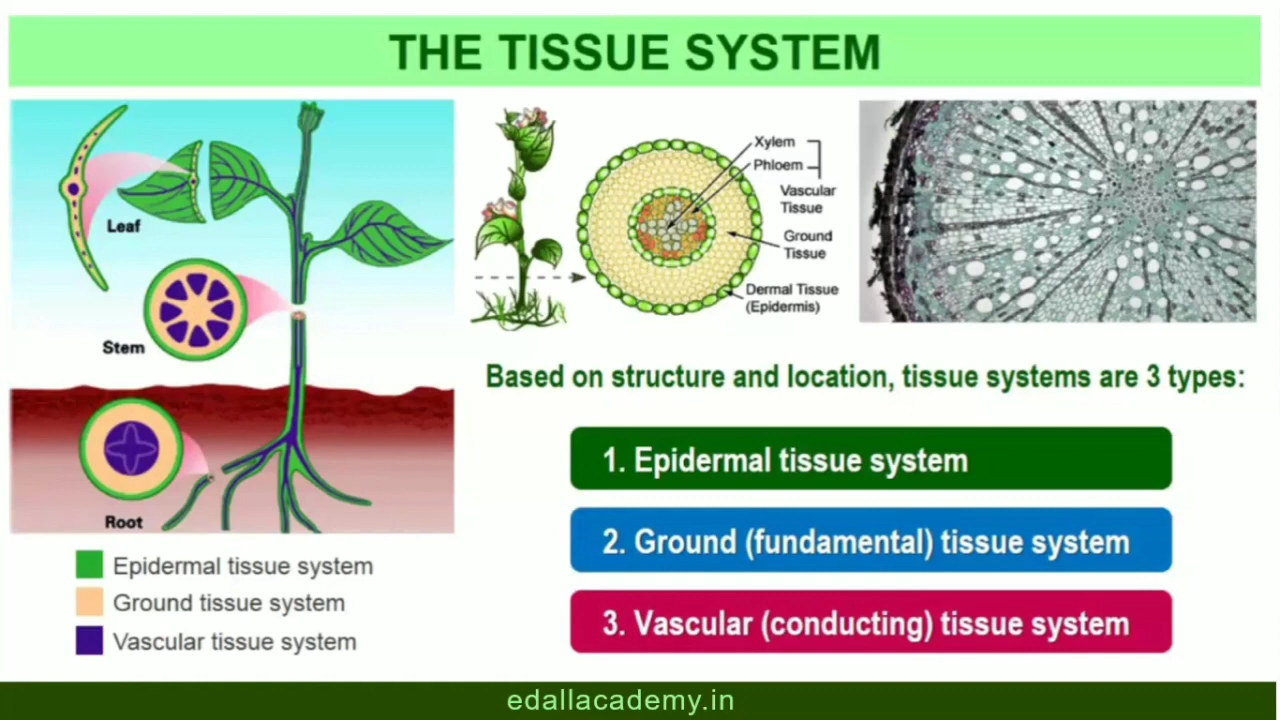 THE TISSUE SYSTEM
Leaf
Stem
Root
Epidermal tissue system
Ground tissue system
Vascular tissue system
Xylem
Phloem
Vascular
Tissue
Ground
Tissue
Dermal Tissue
(Epidermis)
Based on structure and location, tissue systems are 3 types:
1. Epidermal tissue system
2. Ground (fundamental) tissue system
3. Vascular (conducting) tissue system
edallacademy.in